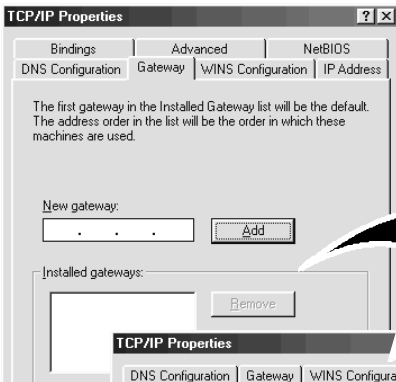 TCP/IP Properties
Bindings Advanced NetBIOS
DNS Configuration Gateway WINS Configuration IP Address
The first gateway in the Installed Gateway list will be the default.
The address order in the list will be the order in which these
machines are used.
New gateway:
. . . Add
Installed gateways:
Remove
TCP/IP Properties
DNS Configuration Gateway WINS Configura